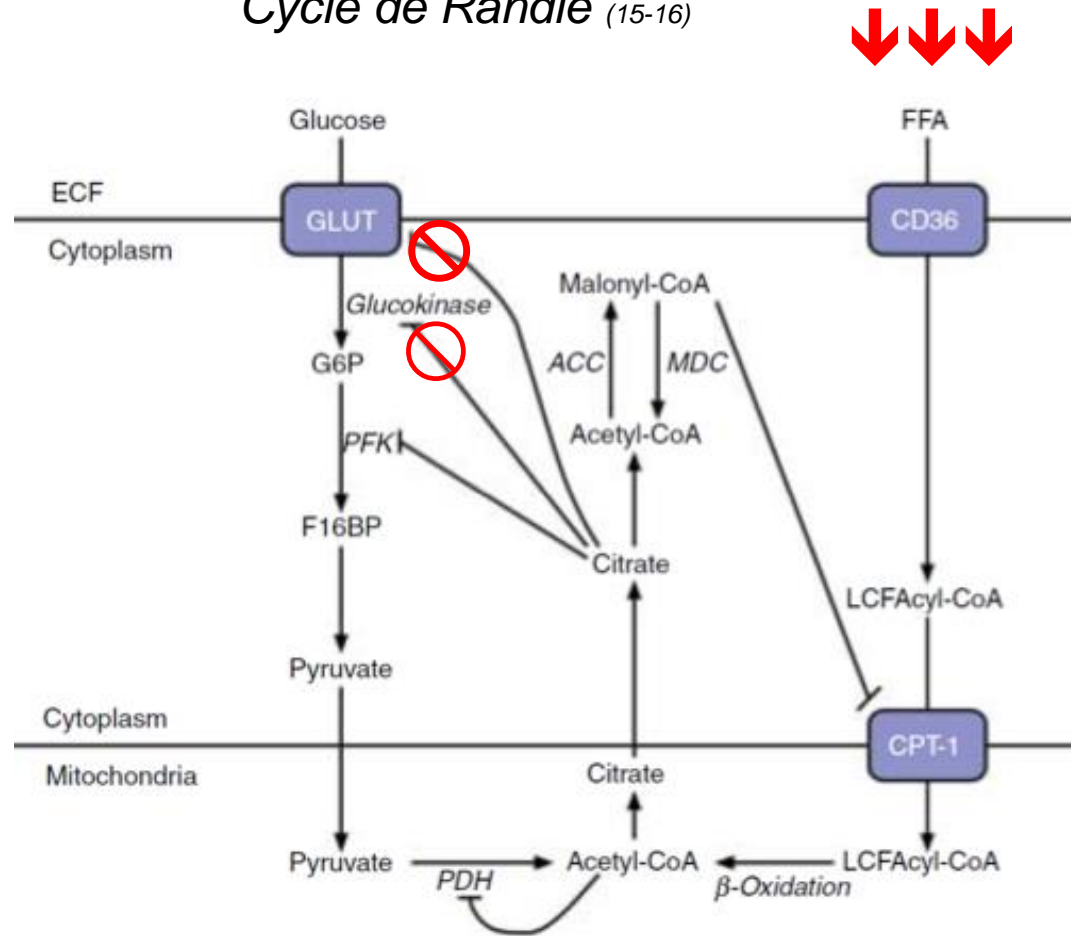 Cycle de Randle (15-16)
Glucose
FFA
ECF
GLUT
CD36
Cytoplasm
Malonyl-CoA
Glucokinase
G6P
ACC
MDC
PFK
Acetyl-CoA
F16BP
Citrate
LCFAcyl-CoA
Pyruvate
Cytoplasm
CPT-1
Mitochondria
Citrate
Pyruvate
Acetyl-CoA
LCFAcyl-CoA
PDH
β-Oxidation